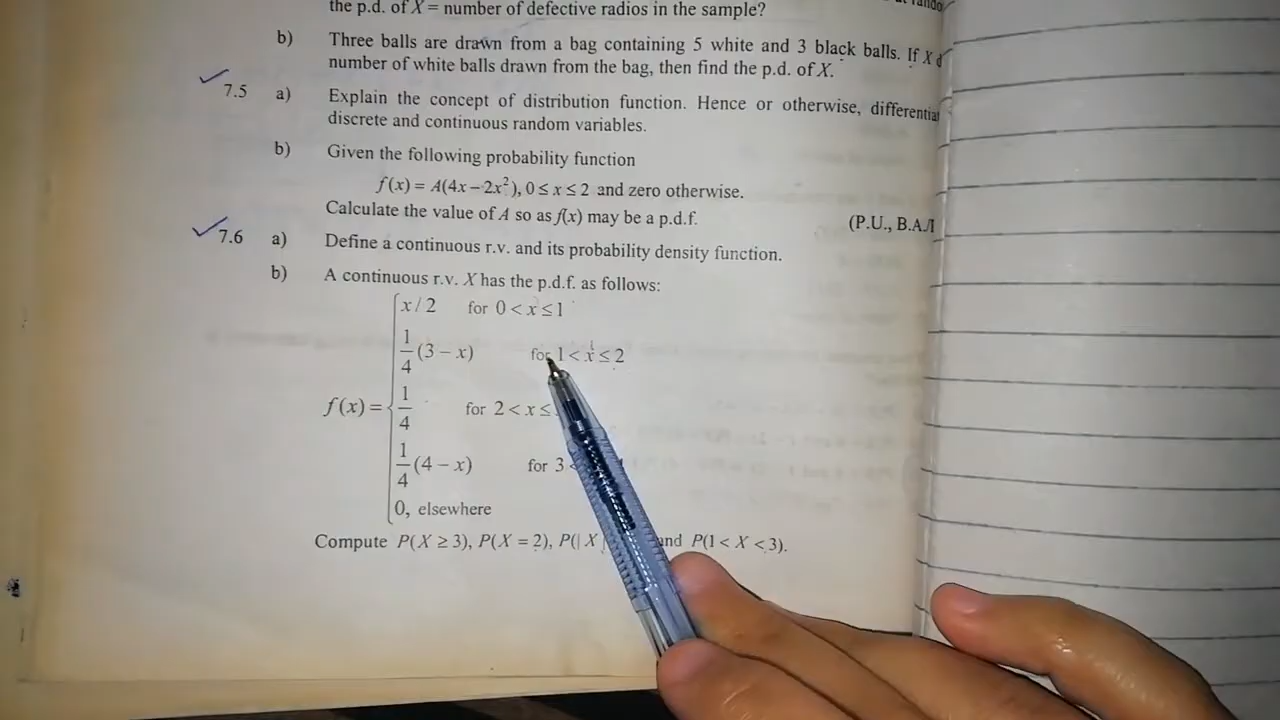 the p.d. of X = number of defective radios in the sample?
b) Three balls are drawn from a bag containing 5 white and 3 black balls. If X
number of white balls drawn from the bag, then find the p.d. of X.
7.5 a) Explain the concept of distribution function. Hence or otherwise,
discrete and continuous random variables.
b) Given the following probability function
f(x) = A(4x – 2x²), 0 ≤ x ≤ 2 and zero otherwise.
Calculate the value of A so as f(x) may be a p.d.f. (P.U., B.A./
7.6 a) Define a continuous r.v. and its probability density function.
b) A continuous r.v. X has the p.d.f. as follows:
x / 2 for 0 < x ≤ 1
1/4 (3 – x) for 1 < x ≤ 2
f(x) = 1/4 for 2 < x ≤
1/4 (4 – x) for 3 <
0, elsewhere
Compute P(X ≥ 3), P(X = 2), P(| X and P(1 < X < 3).